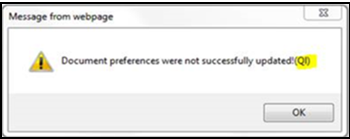 Message from webpage
Document preferences were not successfully updated!(QI)
OK